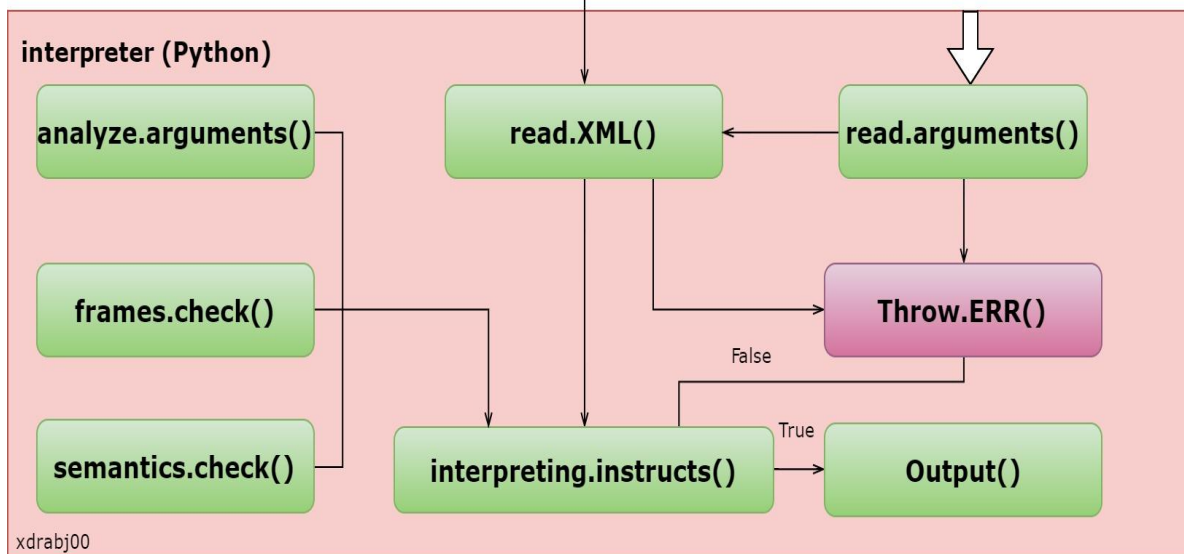 interpreter (Python)
analyze.arguments()
read.XML()
read.arguments()
frames.check()
Throw.ERR()
False
True
semantics.check()
interpreting.instructs()
Output()
xdrabj00